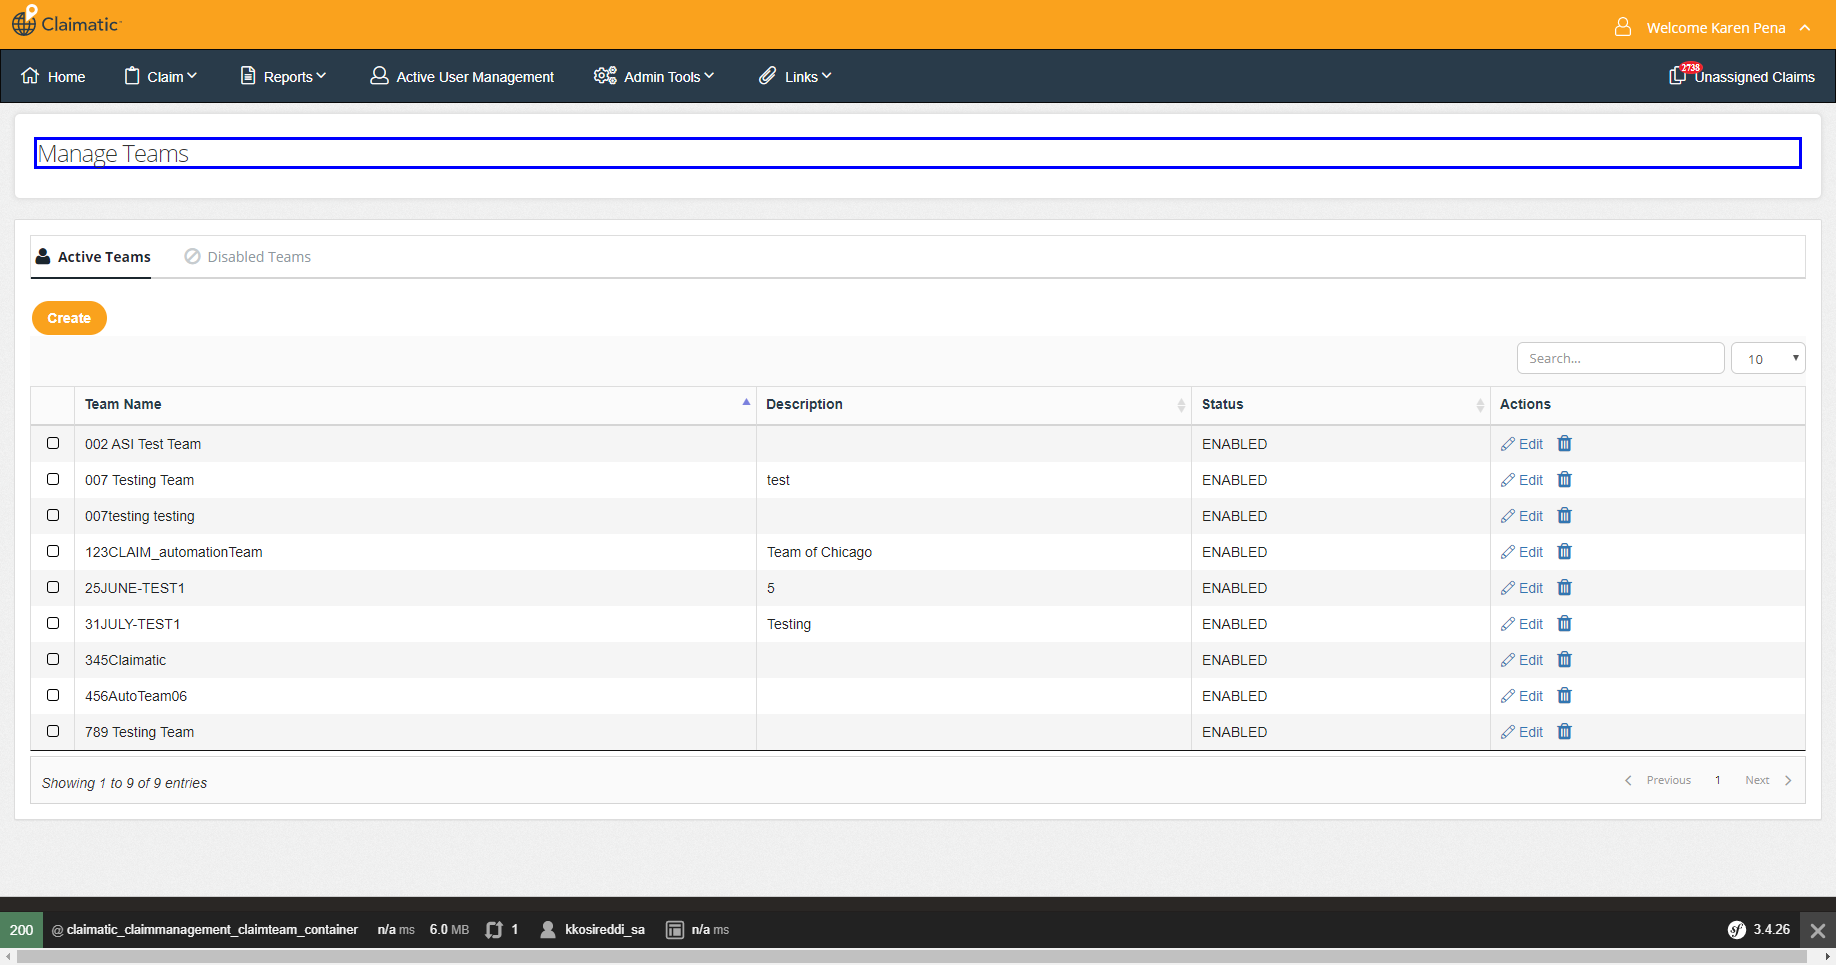 Claimatic
Welcome Karen Pena
Home
Claim
Reports
Active User Management
Admin Tools
Links
2738
Unassigned Claims
Manage Teams
Active Teams
Disabled Teams
Create
Search...
10
Team Name Description Status Actions
002 ASI Test Team ENABLED Edit
007 Testing Team test ENABLED Edit
007testing testing ENABLED Edit
123CLAIM_automationTeam Team of Chicago ENABLED Edit
25JUNE-TEST1 5 ENABLED Edit
31JULY-TEST1 Testing ENABLED Edit
345Claimatic ENABLED Edit
456AutoTeam06 ENABLED Edit
789 Testing Team ENABLED Edit
Showing 1 to 9 of 9 entries
Previous 1 Next
200 @ claimatic_claimmanagement_claimteam_container n/a ms 6.0 MB 1 kkosireddi_sa n/a ms sf 3.4.26